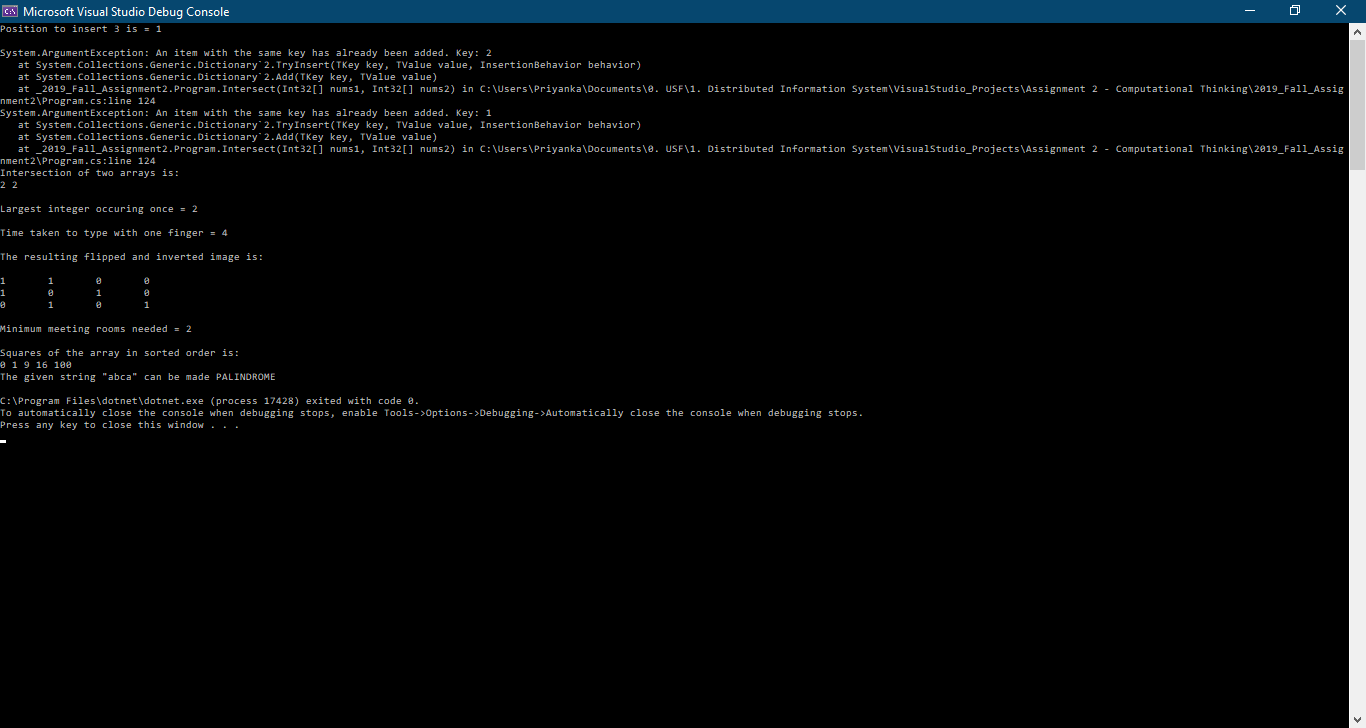 Microsoft Visual Studio Debug Console
Position to insert 3 is = 1
System.ArgumentException: An item with the same key has already been added. Key: 2
   at System.Collections.Generic.Dictionary`2.TryInsert(TKey key, TValue value, InsertionBehavior behavior)
   at System.Collections.Generic.Dictionary`2.Add(TKey key, TValue value)
   at _2019_Fall_Assignment2.Program.Intersect(Int32[] nums1, Int32[] nums2) in C:\Users\Priyanka\Documents\0. USF\1. Distributed Information System\VisualStudio_Projects\Assignment 2 - Computational Thinking\2019_Fall_Assig
nment2\Program.cs:line 124
System.ArgumentException: An item with the same key has already been added. Key: 1
   at System.Collections.Generic.Dictionary`2.TryInsert(TKey key, TValue value, InsertionBehavior behavior)
   at System.Collections.Generic.Dictionary`2.Add(TKey key, TValue value)
   at _2019_Fall_Assignment2.Program.Intersect(Int32[] nums1, Int32[] nums2) in C:\Users\Priyanka\Documents\0. USF\1. Distributed Information System\VisualStudio_Projects\Assignment 2 - Computational Thinking\2019_Fall_Assig
nment2\Program.cs:line 124
Intersection of two arrays is:
2 2
Largest integer occuring once = 2
Time taken to type with one finger = 4
The resulting flipped and inverted image is:
1       1       0       0
1       0       1       0
0       1       0       1
Minimum meeting rooms needed = 2
Squares of the array in sorted order is:
0 1 9 16 100
The given string "abca" can be made PALINDROME
C:\Program Files\dotnet\dotnet.exe (process 17428) exited with code 0.
To automatically close the console when debugging stops, enable Tools->Options->Debugging->Automatically close the console when debugging stops.
Press any key to close this window . . .